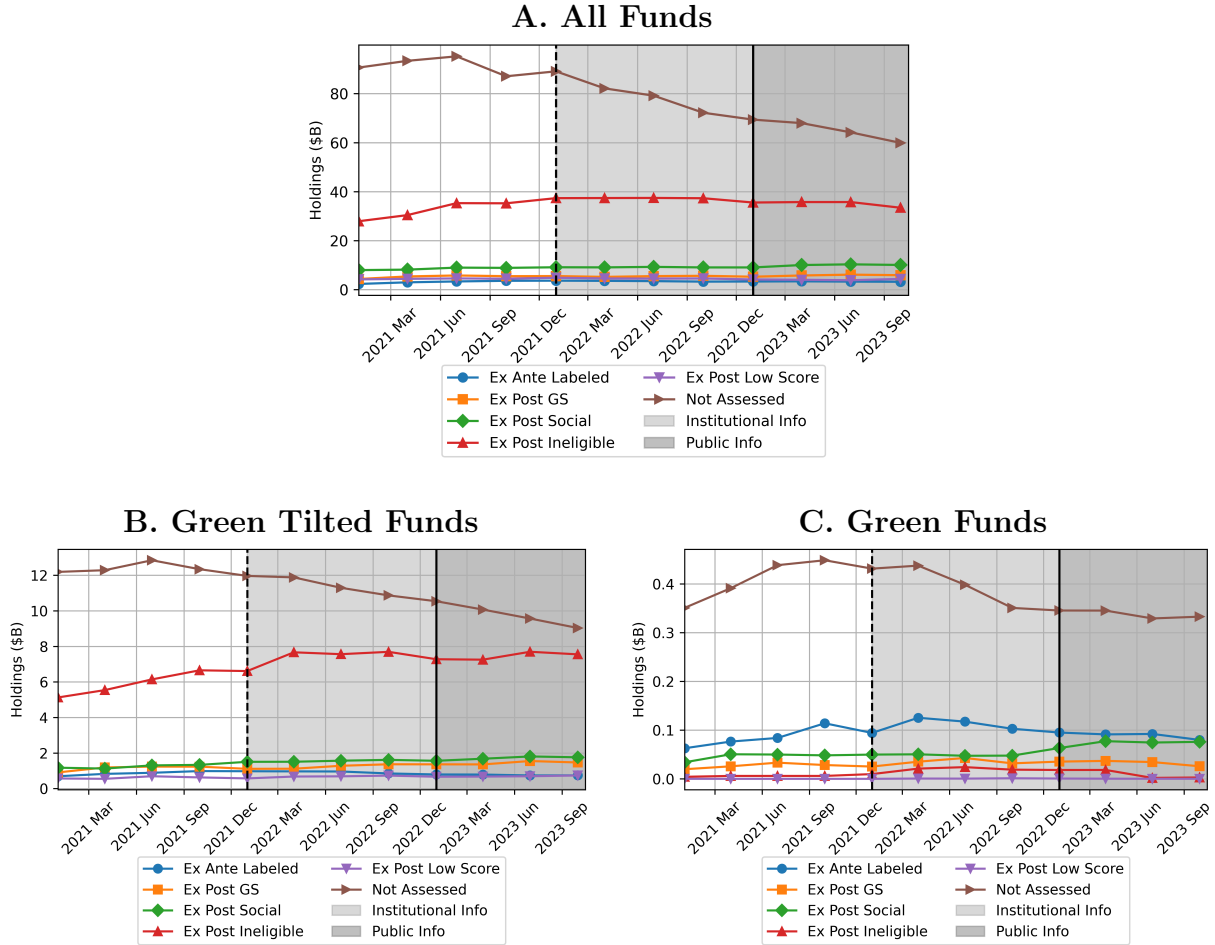 A. All Funds
Holdings ($B)
80
60
40
20
0
2021 Mar
2021 Jun
2021 Sep
2021 Dec
2022 Mar
2022 Jun
2022 Sep
2022 Dec
2023 Mar
2023 Jun
2023 Sep
Ex Ante Labeled
Ex Post GS
Ex Post Social
Ex Post Ineligible
Ex Post Low Score
Not Assessed
Institutional Info
Public Info
B. Green Tilted Funds
Holdings ($B)
12
10
8
6
4
2
0
2021 Mar
2021 Jun
2021 Sep
2021 Dec
2022 Mar
2022 Jun
2022 Sep
2022 Dec
2023 Mar
2023 Jun
2023 Sep
Ex Ante Labeled
Ex Post GS
Ex Post Social
Ex Post Ineligible
Ex Post Low Score
Not Assessed
Institutional Info
Public Info
C. Green Funds
Holdings ($B)
0.4
0.3
0.2
0.1
0.0
2021 Mar
2021 Jun
2021 Sep
2021 Dec
2022 Mar
2022 Jun
2022 Sep
2022 Dec
2023 Mar
2023 Jun
2023 Sep
Ex Ante Labeled
Ex Post GS
Ex Post Social
Ex Post Ineligible
Ex Post Low Score
Not Assessed
Institutional Info
Public Info